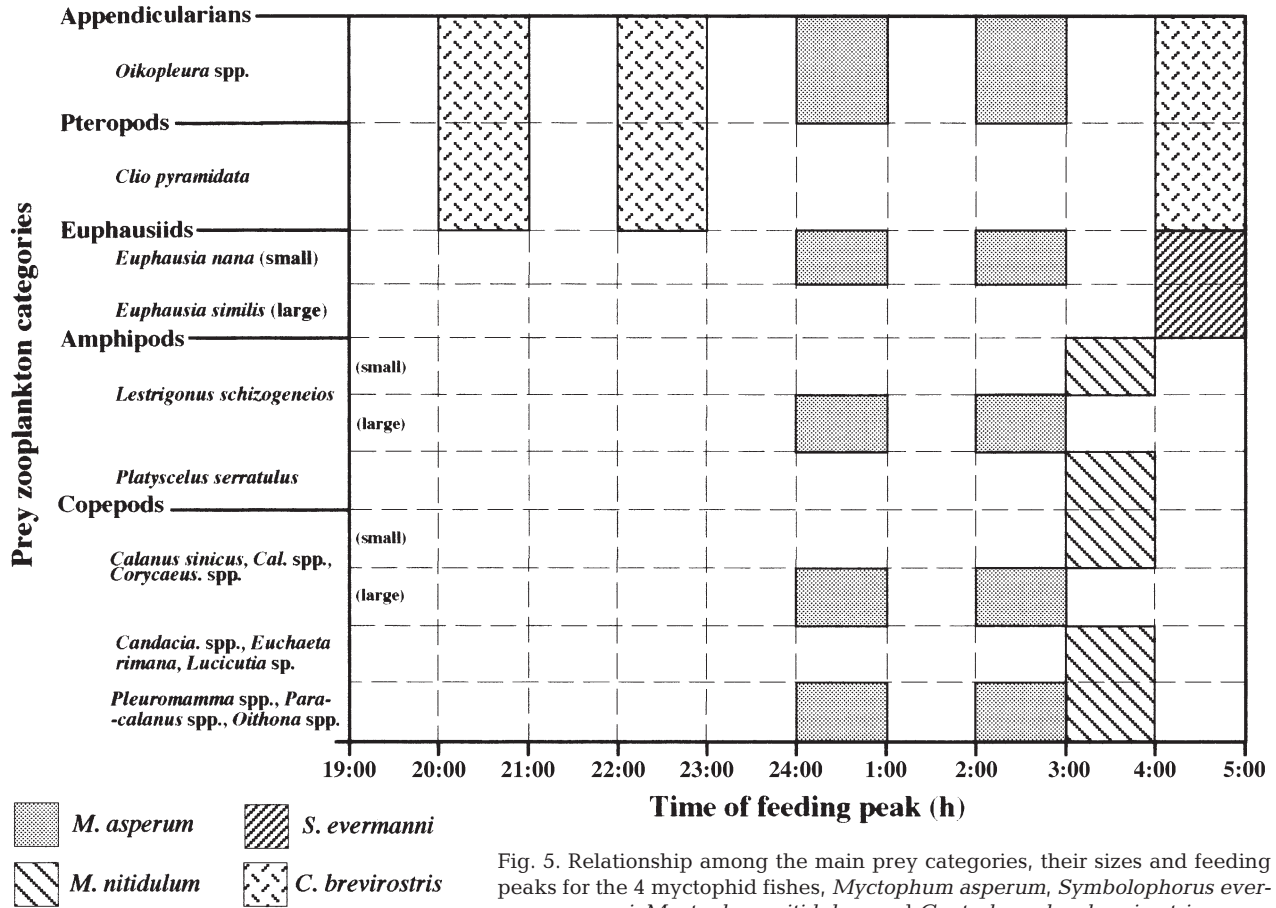 Prey zooplankton categories
Appendicularians
Oikopleura spp.
Pteropods
Clio pyramidata
Euphausiids
Euphausia nana (small)
Euphausia similis (large)
Amphipods
(small)
Lestrigonus schizogeneios
(large)
Platyscelus serratulus
Copepods
(small)
Calanus sinicus, Cal. spp.,
Corycaeus. spp.
(large)
Candacia. spp., Euchaeta
rimana, Lucicutia sp.
Pleuromamma spp., Para-
-calanus spp., Oithona spp.
19:00 20:00 21:00 22:00 23:00 24:00 1:00 2:00 3:00 4:00 5:00
Time of feeding peak (h)
M. asperum
S. evermanni
M. nitidulum
C. brevirostris
Fig. 5. Relationship among the main prey categories, their sizes and feeding
peaks for the 4 myctophid fishes, Myctophum asperum, Symbolophorus ever-